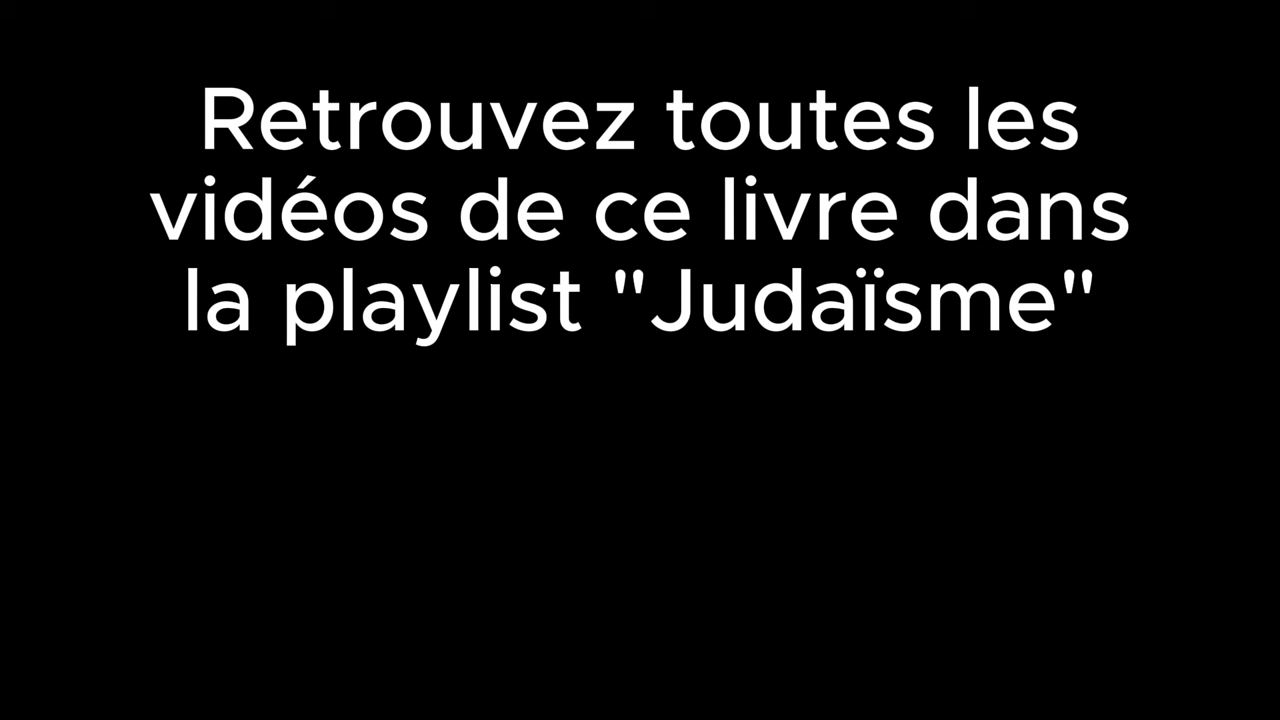 Retrouvez toutes les
vidéos de ce livre dans
la playlist "Judaïsme"